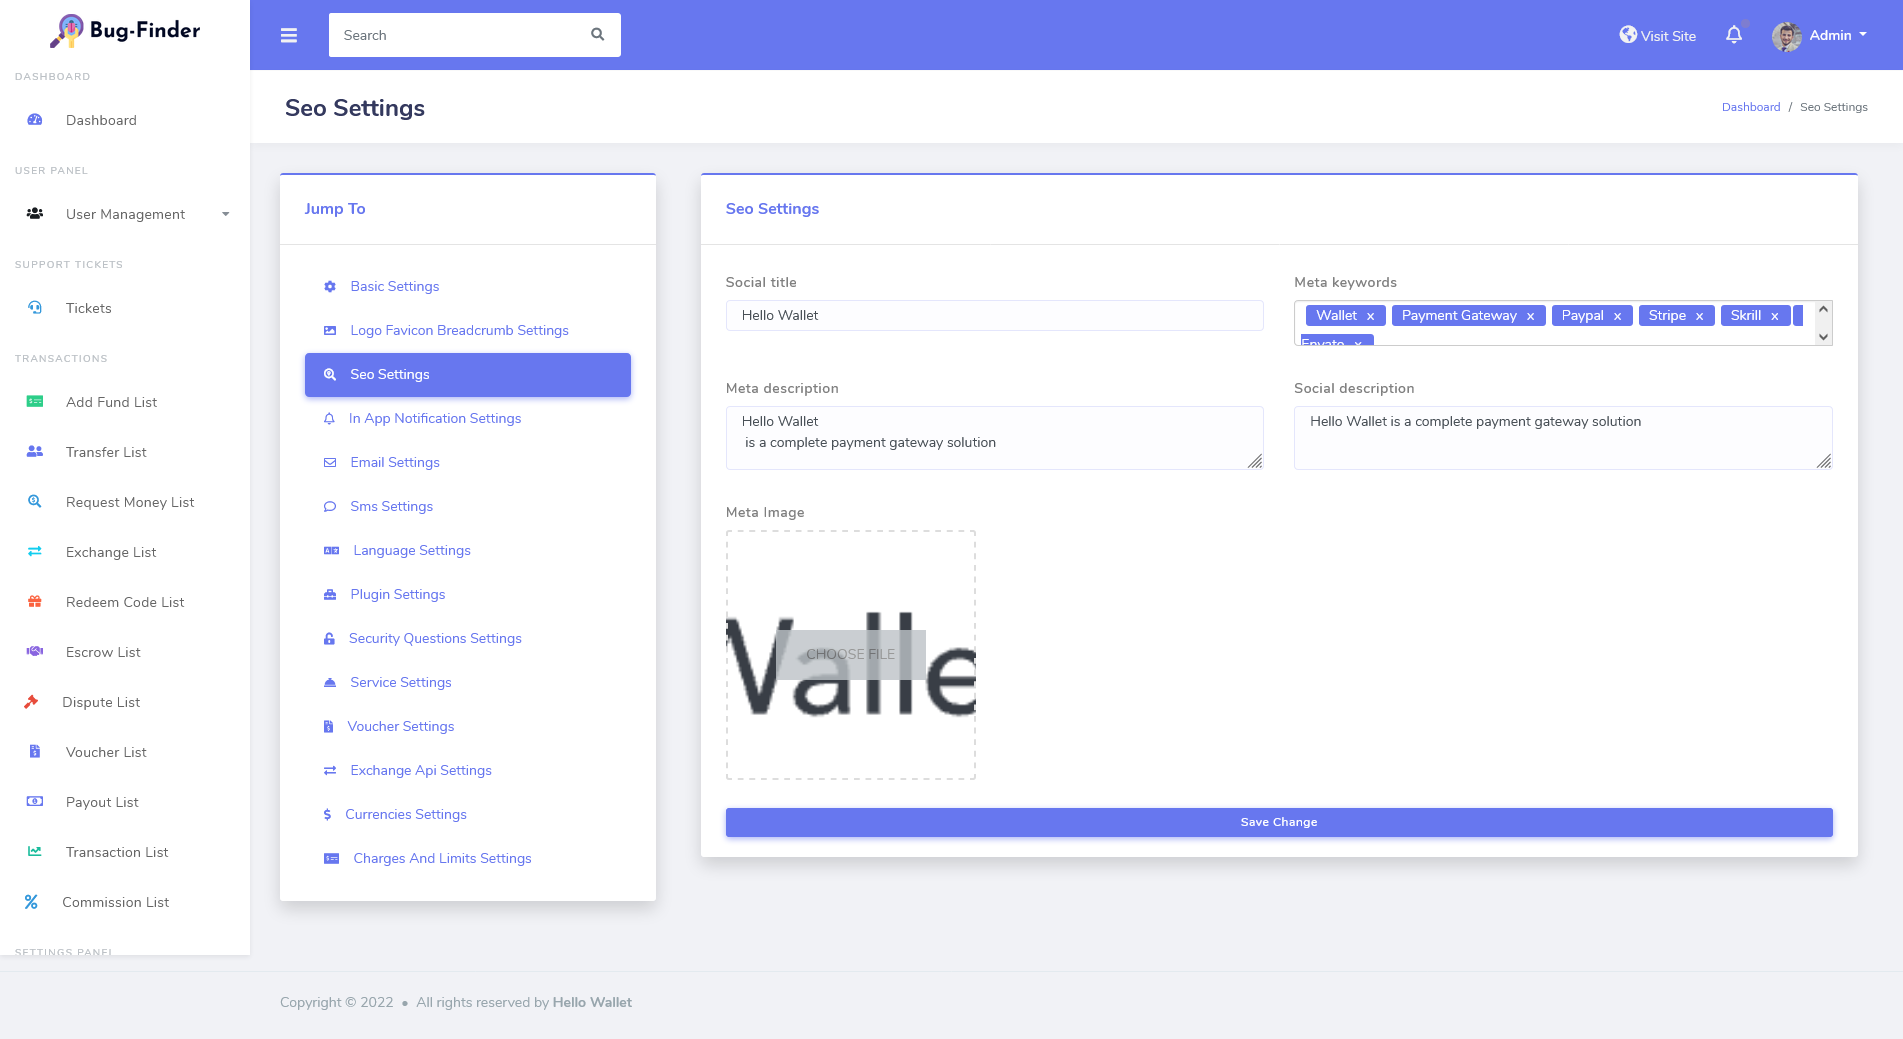 Bug-Finder
Search
Visit Site
Admin
DASHBOARD
Dashboard
USER PANEL
User Management
SUPPORT TICKETS
Tickets
TRANSACTIONS
Add Fund List
Transfer List
Request Money List
Exchange List
Redeem Code List
Escrow List
Dispute List
Voucher List
Payout List
Transaction List
Commission List
SETTINGS PANEL
Seo Settings
Dashboard / Seo Settings
Jump To
Basic Settings
Logo Favicon Breadcrumb Settings
Seo Settings
In App Notification Settings
Email Settings
Sms Settings
Language Settings
Plugin Settings
Security Questions Settings
Service Settings
Voucher Settings
Exchange Api Settings
Currencies Settings
Charges And Limits Settings
Seo Settings
Social title
Hello Wallet
Meta keywords
Wallet x Payment Gateway x Paypal x Stripe x Skrill x
Envato x
Meta description
Hello Wallet
is a complete payment gateway solution
Social description
Hello Wallet is a complete payment gateway solution
Meta Image
Walle
CHOOSE FILE
Save Change
Copyright © 2022 • All rights reserved by Hello Wallet